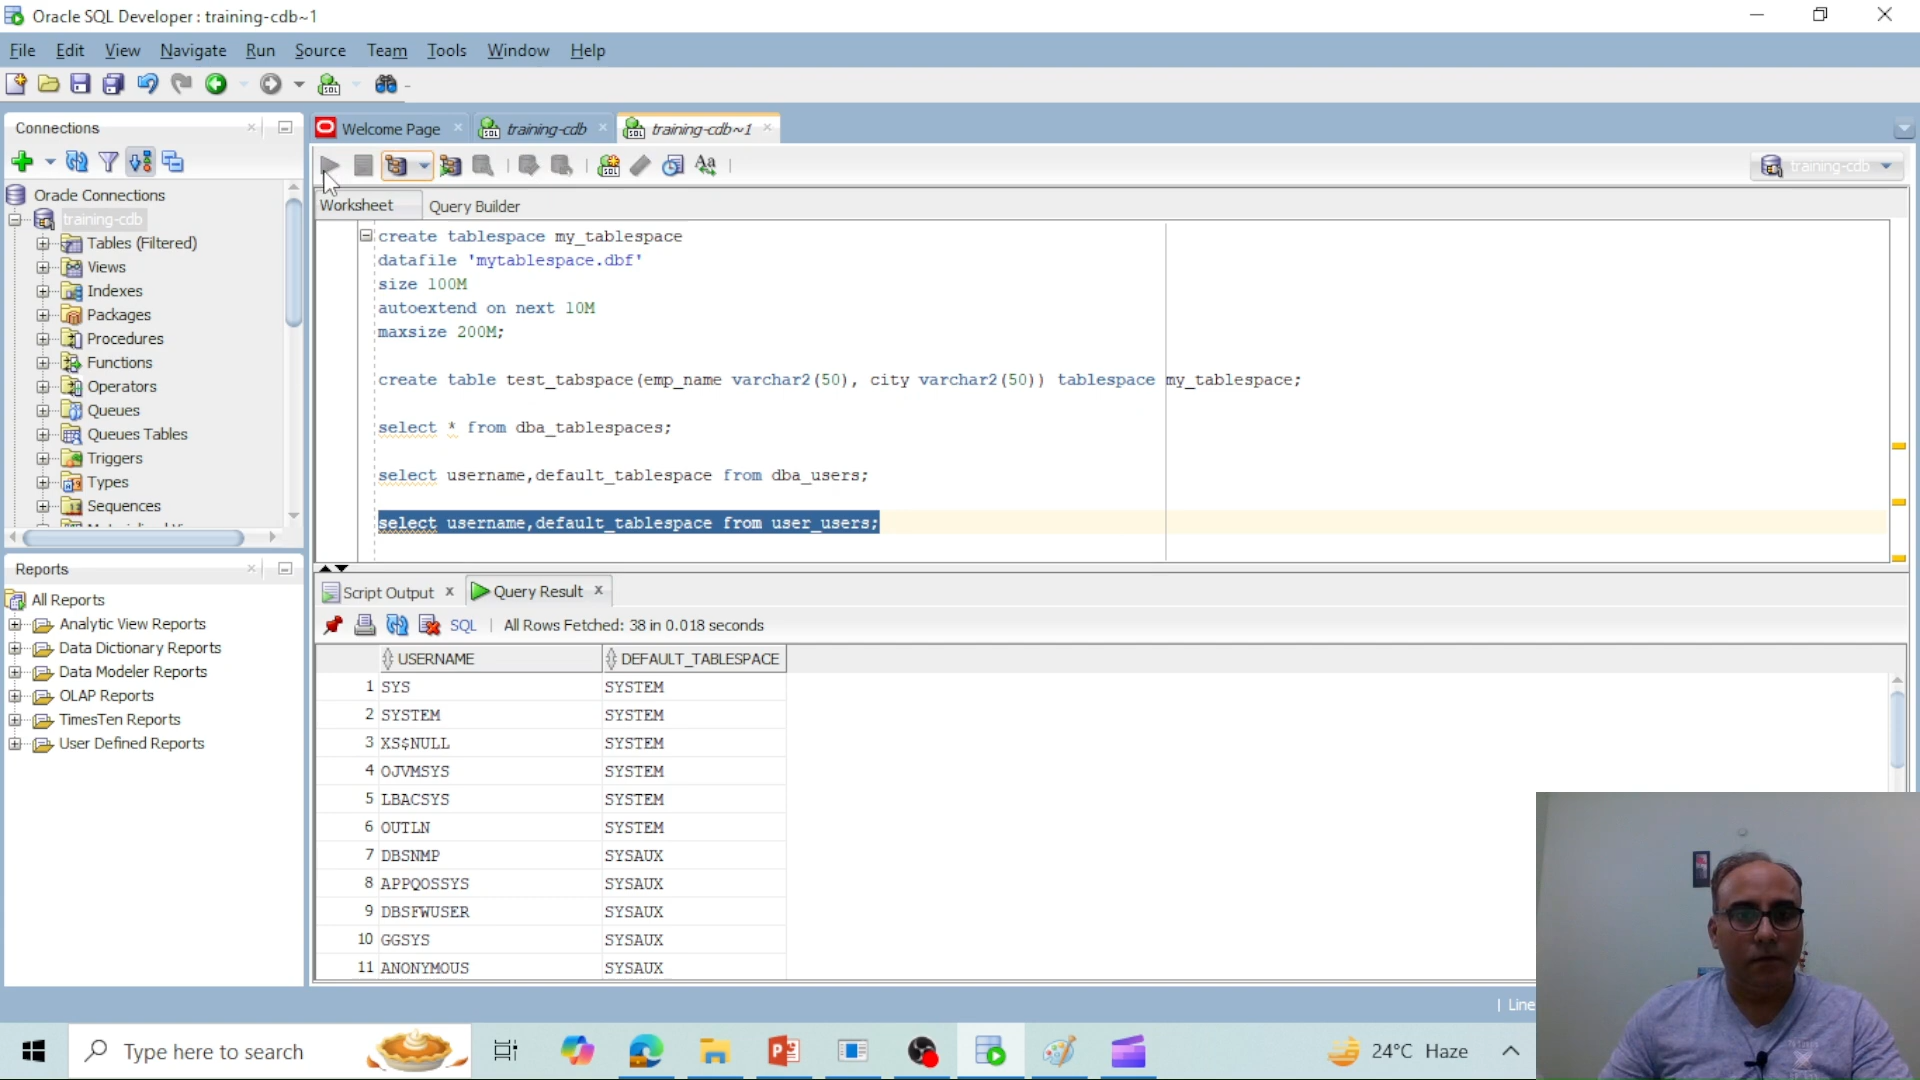 Oracle SQL Developer : training-cdb~1
File Edit View Navigate Run Source Team Tools Window Help
Connections
Oracle Connections
training-cdb
Tables (Filtered)
Views
Indexes
Packages
Procedures
Functions
Operators
Queues
Queues Tables
Triggers
Types
Sequences
Reports
All Reports
Analytic View Reports
Data Dictionary Reports
Data Modeler Reports
OLAP Reports
TimesTen Reports
User Defined Reports
Welcome Page training-cdb training-cdb~1
training-cdb
Worksheet Query Builder
create tablespace my_tablespace
datafile 'mytablespace.dbf'
size 100M
autoextend on next 10M
maxsize 200M;
create table test_tabspace(emp_name varchar2(50), city varchar2(50)) tablespace my_tablespace;
select * from dba_tablespaces;
select username,default_tablespace from dba_users;
select username,default_tablespace from user_users;
Script Output x Query Result x
SQL | All Rows Fetched: 38 in 0.018 seconds
USERNAME DEFAULT_TABLESPACE
1 SYS SYSTEM
2 SYSTEM SYSTEM
3 XS$NULL SYSTEM
4 OJVMSYS SYSTEM
5 LBACSYS SYSTEM
6 OUTLN SYSTEM
7 DBSNMP SYSAUX
8 APPQOSSYS SYSAUX
9 DBSFWUSER SYSAUX
10 GGSYS SYSAUX
11 ANONYMOUS SYSAUX
| Line
Type here to search
24°C Haze